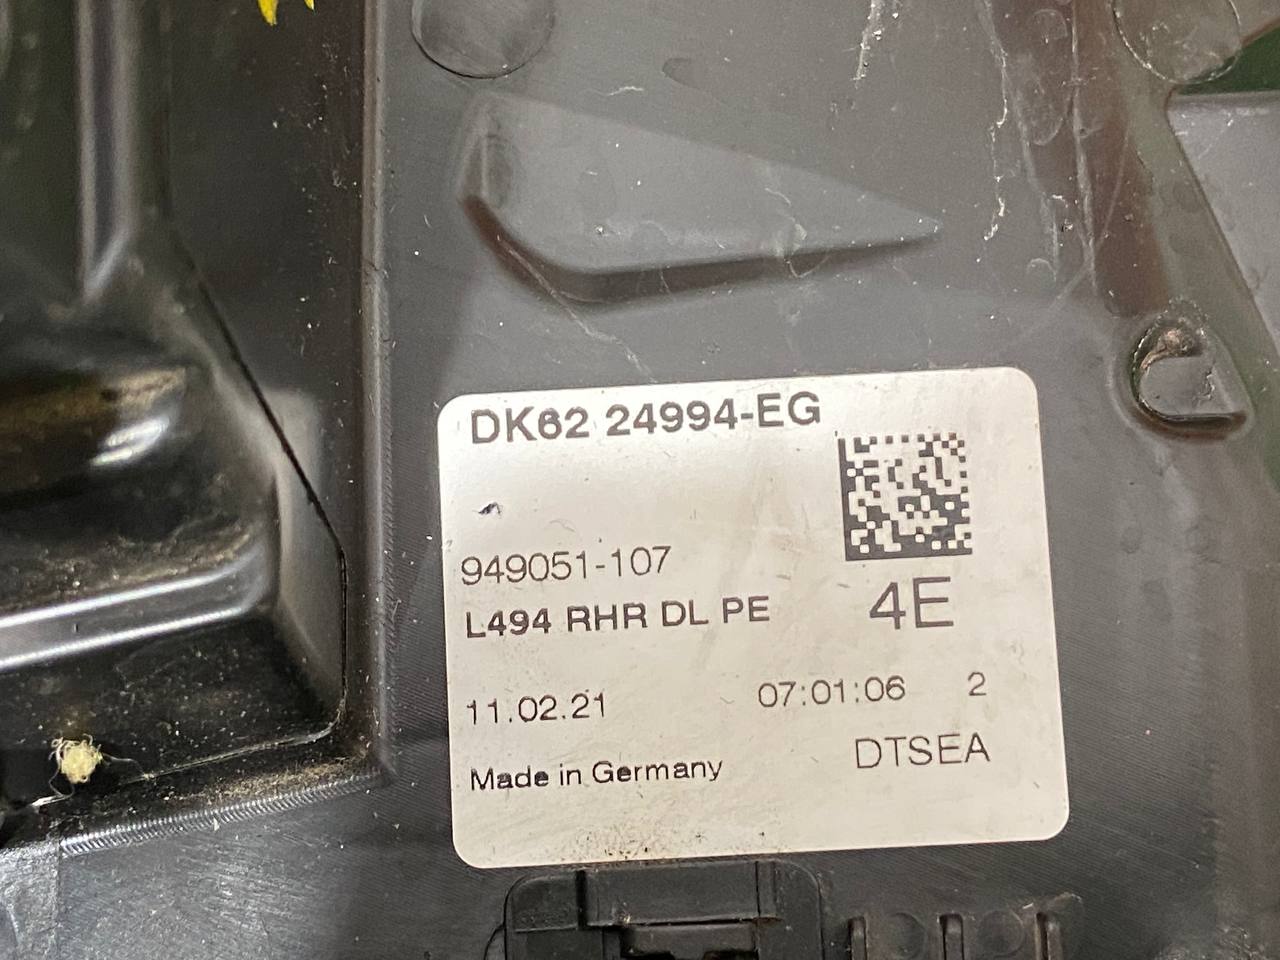 DK62 24994-EG
949051-107
L494 RHR DL PE
4E
11.02.21 07:01:06 2
Made in Germany
DTSEA